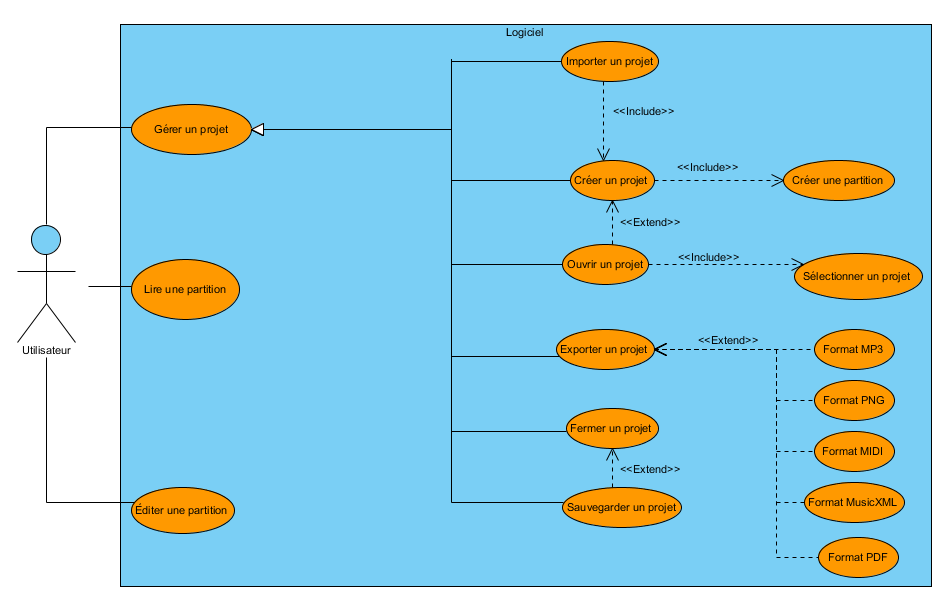 Logiciel
Importer un projet
<<Include>>
Gérer un projet
Créer un projet
<<Include>>
Créer une partition
<<Extend>>
Ouvrir un projet
<<Include>>
Sélectionner un projet
Lire une partition
Utilisateur
Exporter un projet
<<Extend>>
Format MP3
Format PNG
Fermer un projet
Format MIDI
<<Extend>>
Sauvegarder un projet
Format MusicXML
Éditer une partition
Format PDF